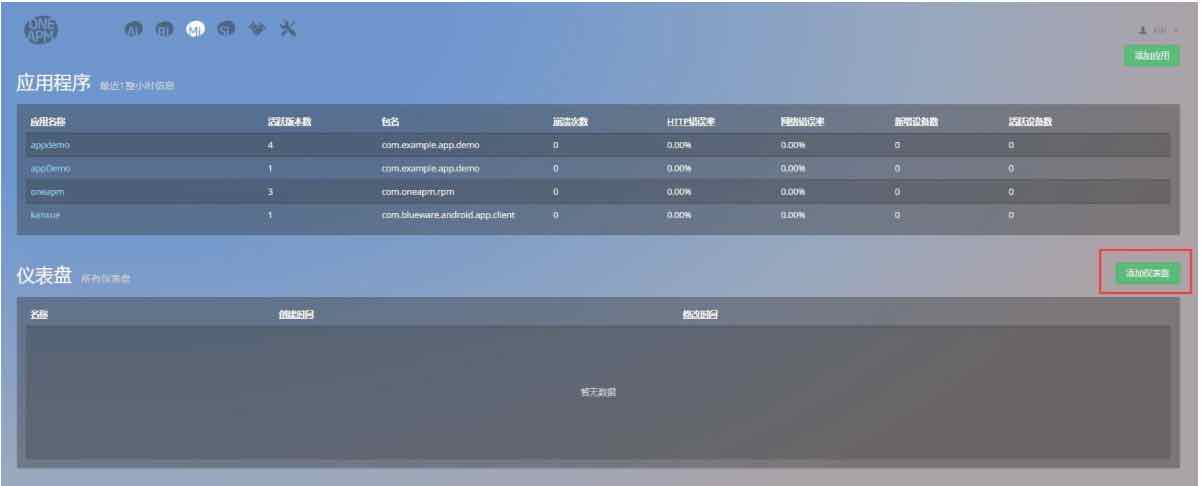 ONE
APM
Ai Bi Mi Si
添加应用
应用程序 最近1整小时信息
应用名称 活跃版本数 包名 崩溃次数 HTTP错误率 网络错误率 新增设备数 活跃设备数
appdemo 4 com.example.app.demo 0 0.00% 0.00% 0 0
appDemo 1 com.example.app.demo 0 0.00% 0.00% 0 0
oneapm 3 com.oneapm.rpm 0 0.00% 0.00% 0 0
kanxue 1 com.blueware.android.app.client 0 0.00% 0.00% 0 0
仪表盘 所有仪表盘
添加仪表盘
名称 创建时间 修改时间
暂无数据